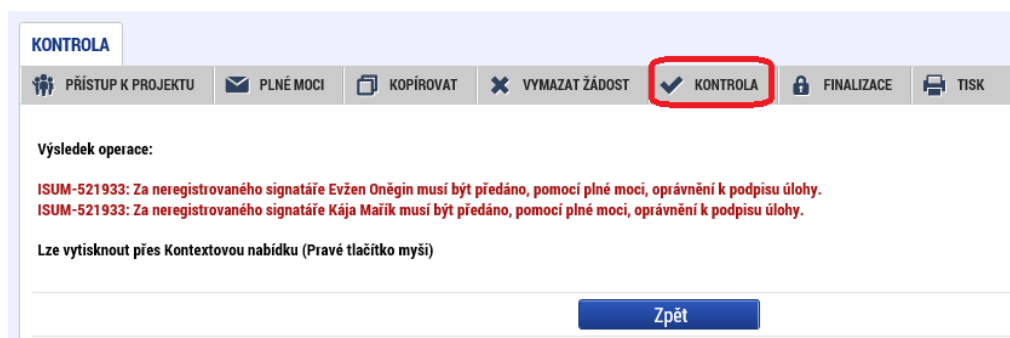 KONTROLA
PŘÍSTUP K PROJEKTU PLNÉ MOCI KOPÍROVAT VYMAZAT ŽÁDOST KONTROLA FINALIZACE TISK
Výsledek operace:
ISUM-521933: Za neregistrovaného signatáře Evžen Oněgin musí být předáno, pomocí plné moci, oprávnění k podpisu úlohy.
ISUM-521933: Za neregistrovaného signatáře Kája Mařík musí být předáno, pomocí plné moci, oprávnění k podpisu úlohy.
Lze vytisknout přes Kontextovou nabídku (Pravé tlačítko myši)
Zpět